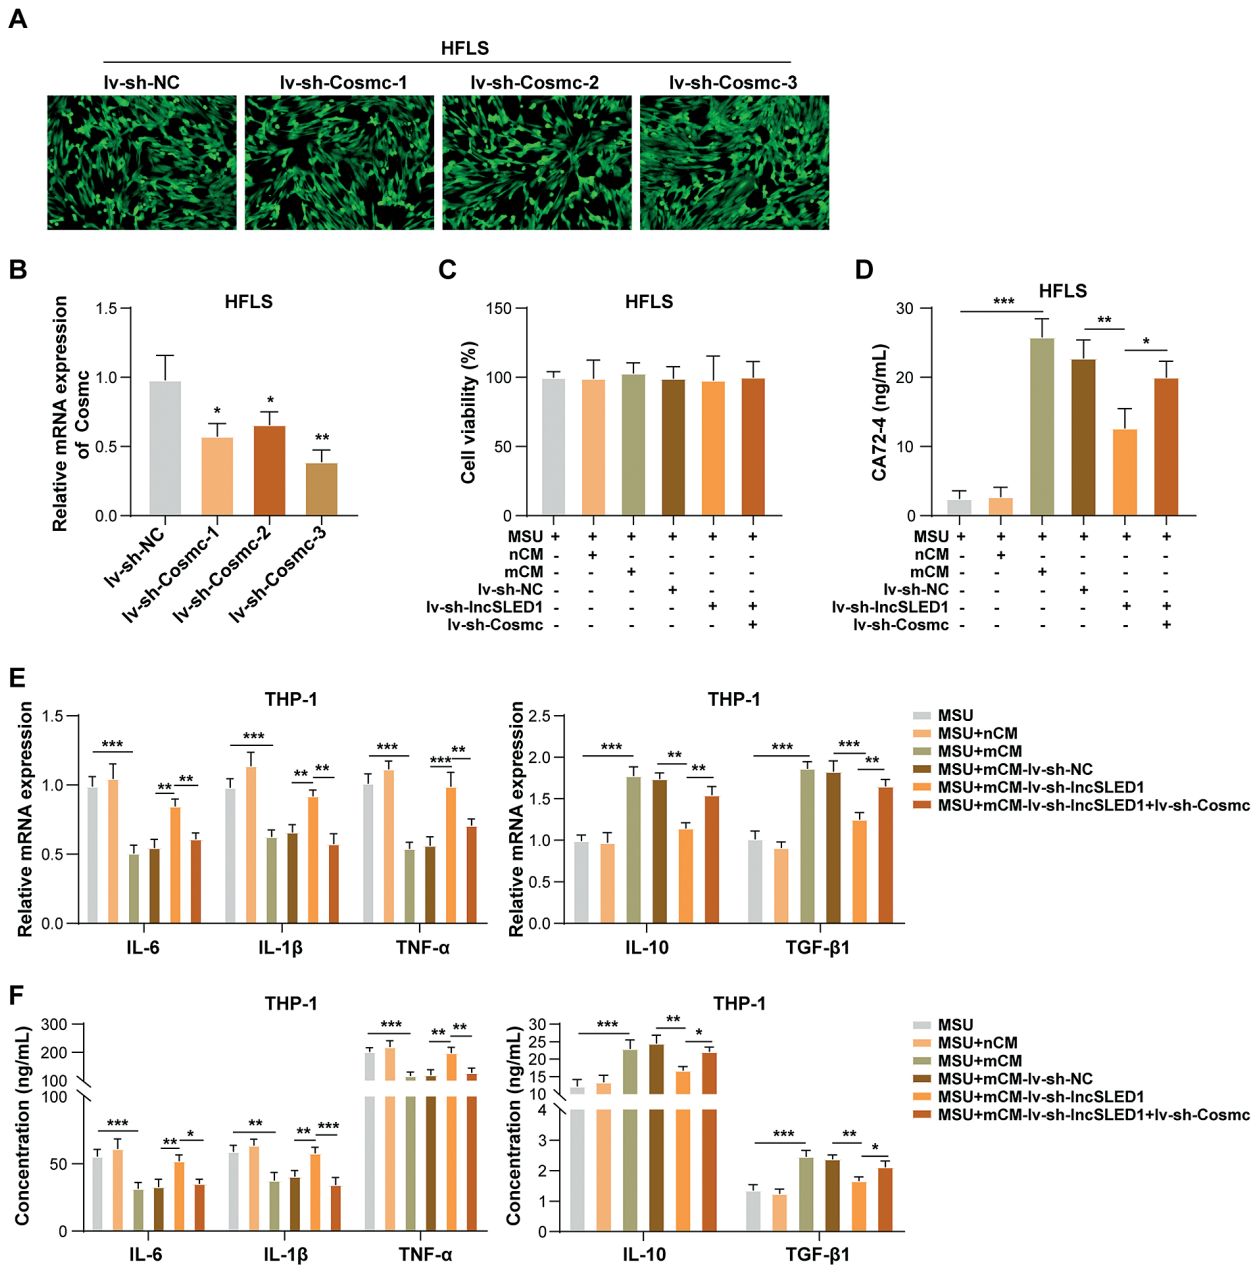 A
HFLS
lv-sh-NC lv-sh-Cosmc-1 lv-sh-Cosmc-2 lv-sh-Cosmc-3
B
HFLS
Relative mRNA expression
of Cosmc
1.5
1.0
0.5
0.0
* * **
lv-sh-NC
lv-sh-Cosmc-1
lv-sh-Cosmc-2
lv-sh-Cosmc-3
C
HFLS
Cell viability (%)
150
100
50
0
MSU + + + + + +
nCM - + - - - -
mCM - - + - - -
lv-sh-NC - - - + - -
lv-sh-lncSLED1 - - - - + +
lv-sh-Cosmc - - - - - +
D
HFLS
CA72-4 (ng/mL)
30
20
10
0
*** ** *
MSU + + + + + +
nCM - + - - - -
mCM - - + - - -
lv-sh-NC - - - + - -
lv-sh-lncSLED1 - - - - + +
lv-sh-Cosmc - - - - - +
E
THP-1
Relative mRNA expression
1.5
1.0
0.5
0.0
*** ** ** *** ** ** *** *** **
IL-6 IL-1β TNF-α
THP-1
Relative mRNA expression
2.5
2.0
1.5
1.0
0.5
0.0
*** ** ** *** *** **
IL-10 TGF-β1
MSU
MSU+nCM
MSU+mCM
MSU+mCM-lv-sh-NC
MSU+mCM-lv-sh-lncSLED1
MSU+mCM-lv-sh-lncSLED1+lv-sh-Cosmc
F
THP-1
Concentration (ng/mL)
300
200
100
100
50
0
*** ** * ** ** *** *** ** **
IL-6 IL-1β TNF-α
THP-1
Concentration (ng/mL)
30
25
20
15
10
4
3
2
1
0
*** ** * *** ** *
IL-10 TGF-β1
MSU
MSU+nCM
MSU+mCM
MSU+mCM-lv-sh-NC
MSU+mCM-lv-sh-lncSLED1
MSU+mCM-lv-sh-lncSLED1+lv-sh-Cosmc